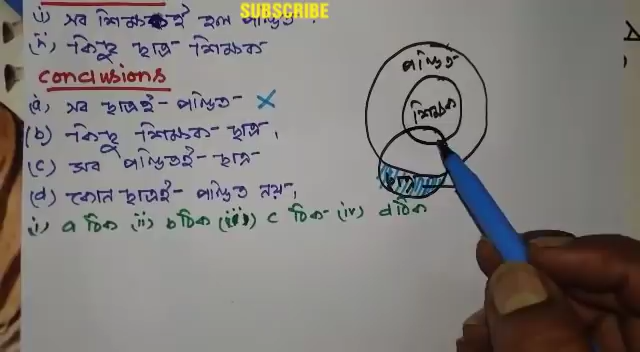 SUBSCRIBE
(i) সব শিক্ষকই হল পণ্ডিত।
(ii) কিছু ছাত্র শিক্ষক
Conclusions
(a) সব ছাত্রই পণ্ডিত X
(b) কিছু শিক্ষক ছাত্র,
(c) সব পণ্ডিতই ছাত্র
(d) কোন ছাত্রই পণ্ডিত নয়,
(i) a ঠিক (ii) b ঠিক (iii) c ঠিক (iv) d ঠিক
পণ্ডিত
শিক্ষক